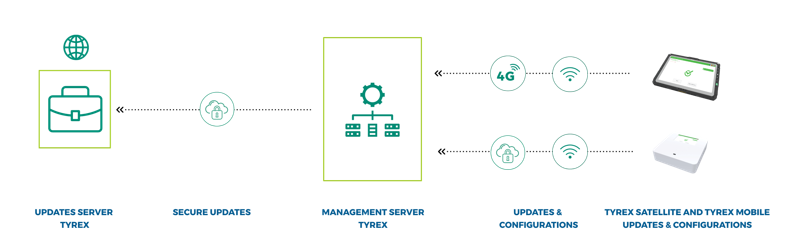 4G
UPDATES SERVER
TYREX
SECURE UPDATES
MANAGEMENT SERVER
TYREX
UPDATES &
CONFIGURATIONS
TYREX SATELLITE AND TYREX MOBILE
UPDATES & CONFIGURATIONS